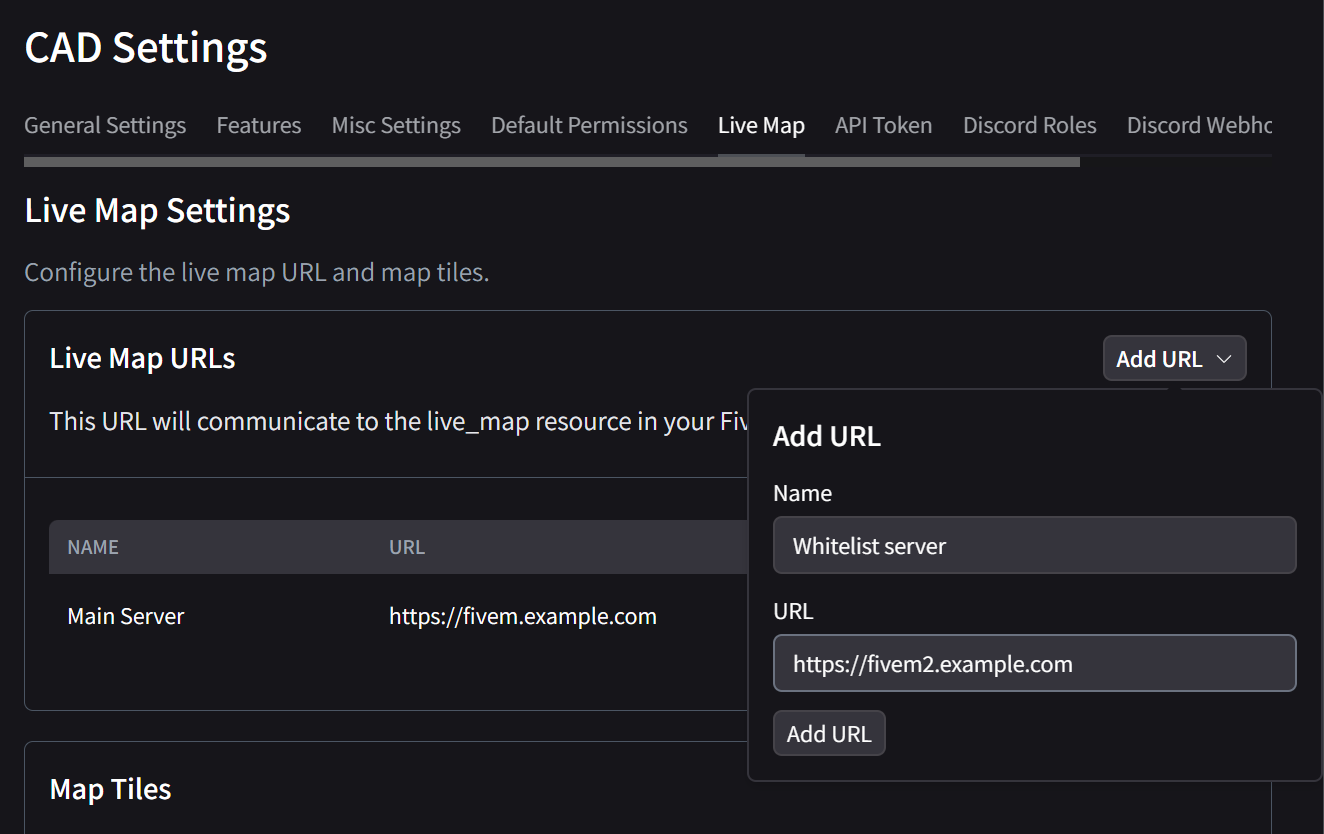 CAD Settings
General Settings Features Misc Settings Default Permissions Live Map API Token Discord Roles Discord Webho
Live Map Settings
Configure the live map URL and map tiles.
Live Map URLs
Add URL
This URL will communicate to the live_map resource in your Fiv
Add URL
Name
Whitelist server
URL
https://fivem2.example.com
Add URL
NAME URL
Main Server https://fivem.example.com
Map Tiles